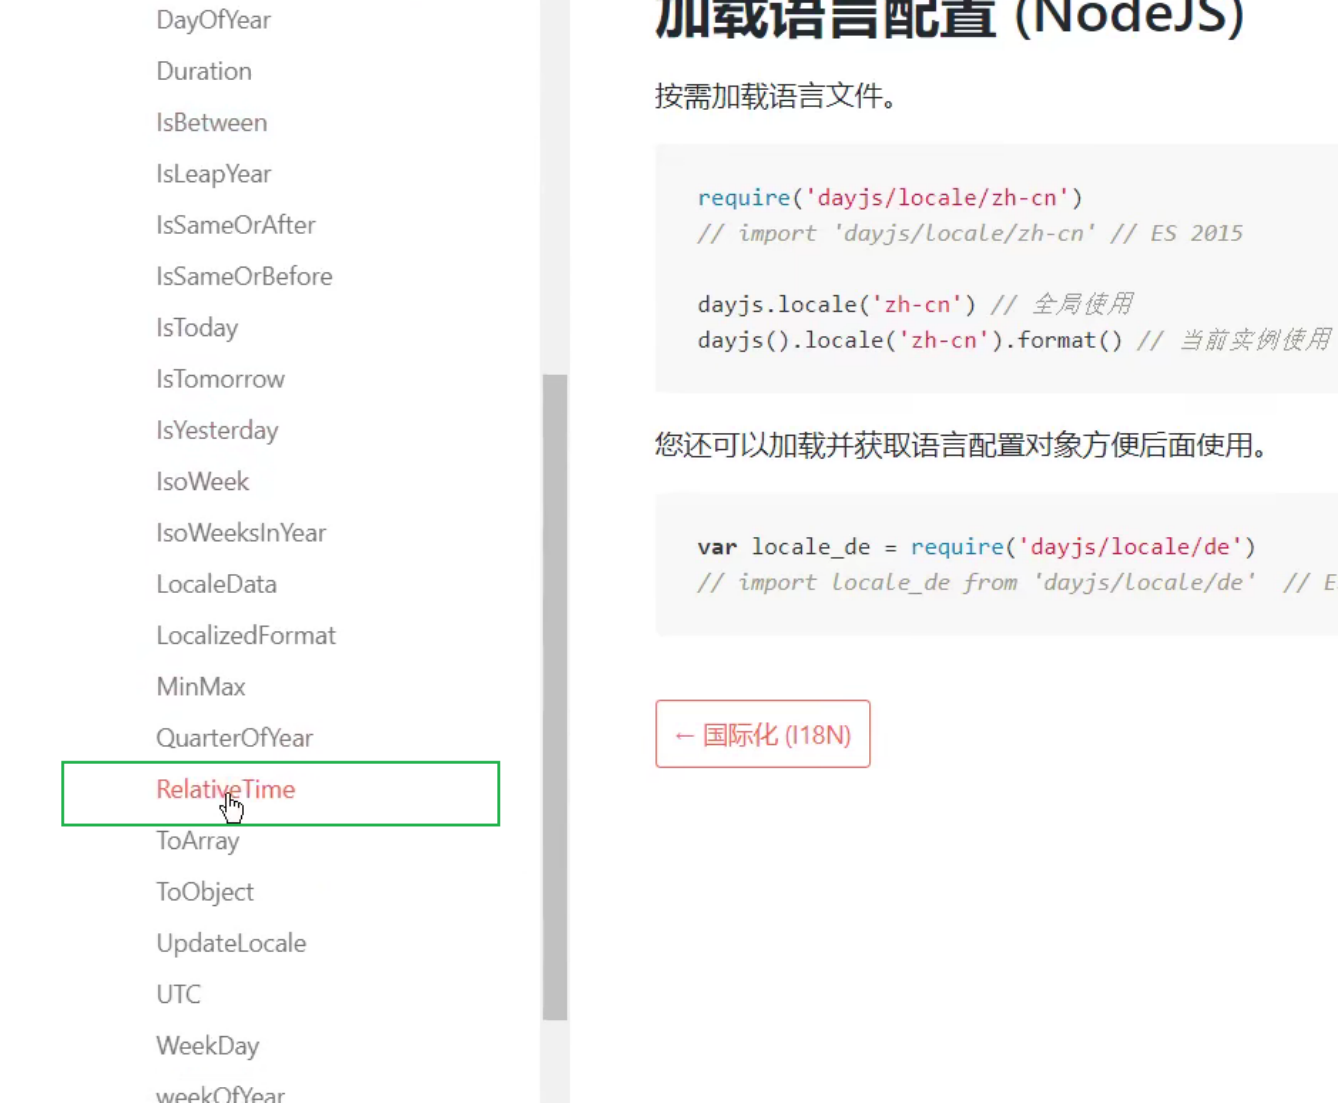 DayOfYear
Duration
IsBetween
IsLeapYear
IsSameOrAfter
IsSameOrBefore
IsToday
IsTomorrow
IsYesterday
IsoWeek
IsoWeeksInYear
LocaleData
LocalizedFormat
MinMax
QuarterOfYear
RelativeTime
ToArray
ToObject
UpdateLocale
UTC
WeekDay
weekOfYear
加载语言配置 (NodeJS)
按需加载语言文件。
require('dayjs/locale/zh-cn')
// import 'dayjs/locale/zh-cn' // ES 2015
dayjs.locale('zh-cn') // 全局使用
dayjs().locale('zh-cn').format() // 当前实例使用
您还可以加载并获取语言配置对象方便后面使用。
var locale_de = require('dayjs/locale/de')
// import locale_de from 'dayjs/locale/de' // E
← 国际化 (I18N)